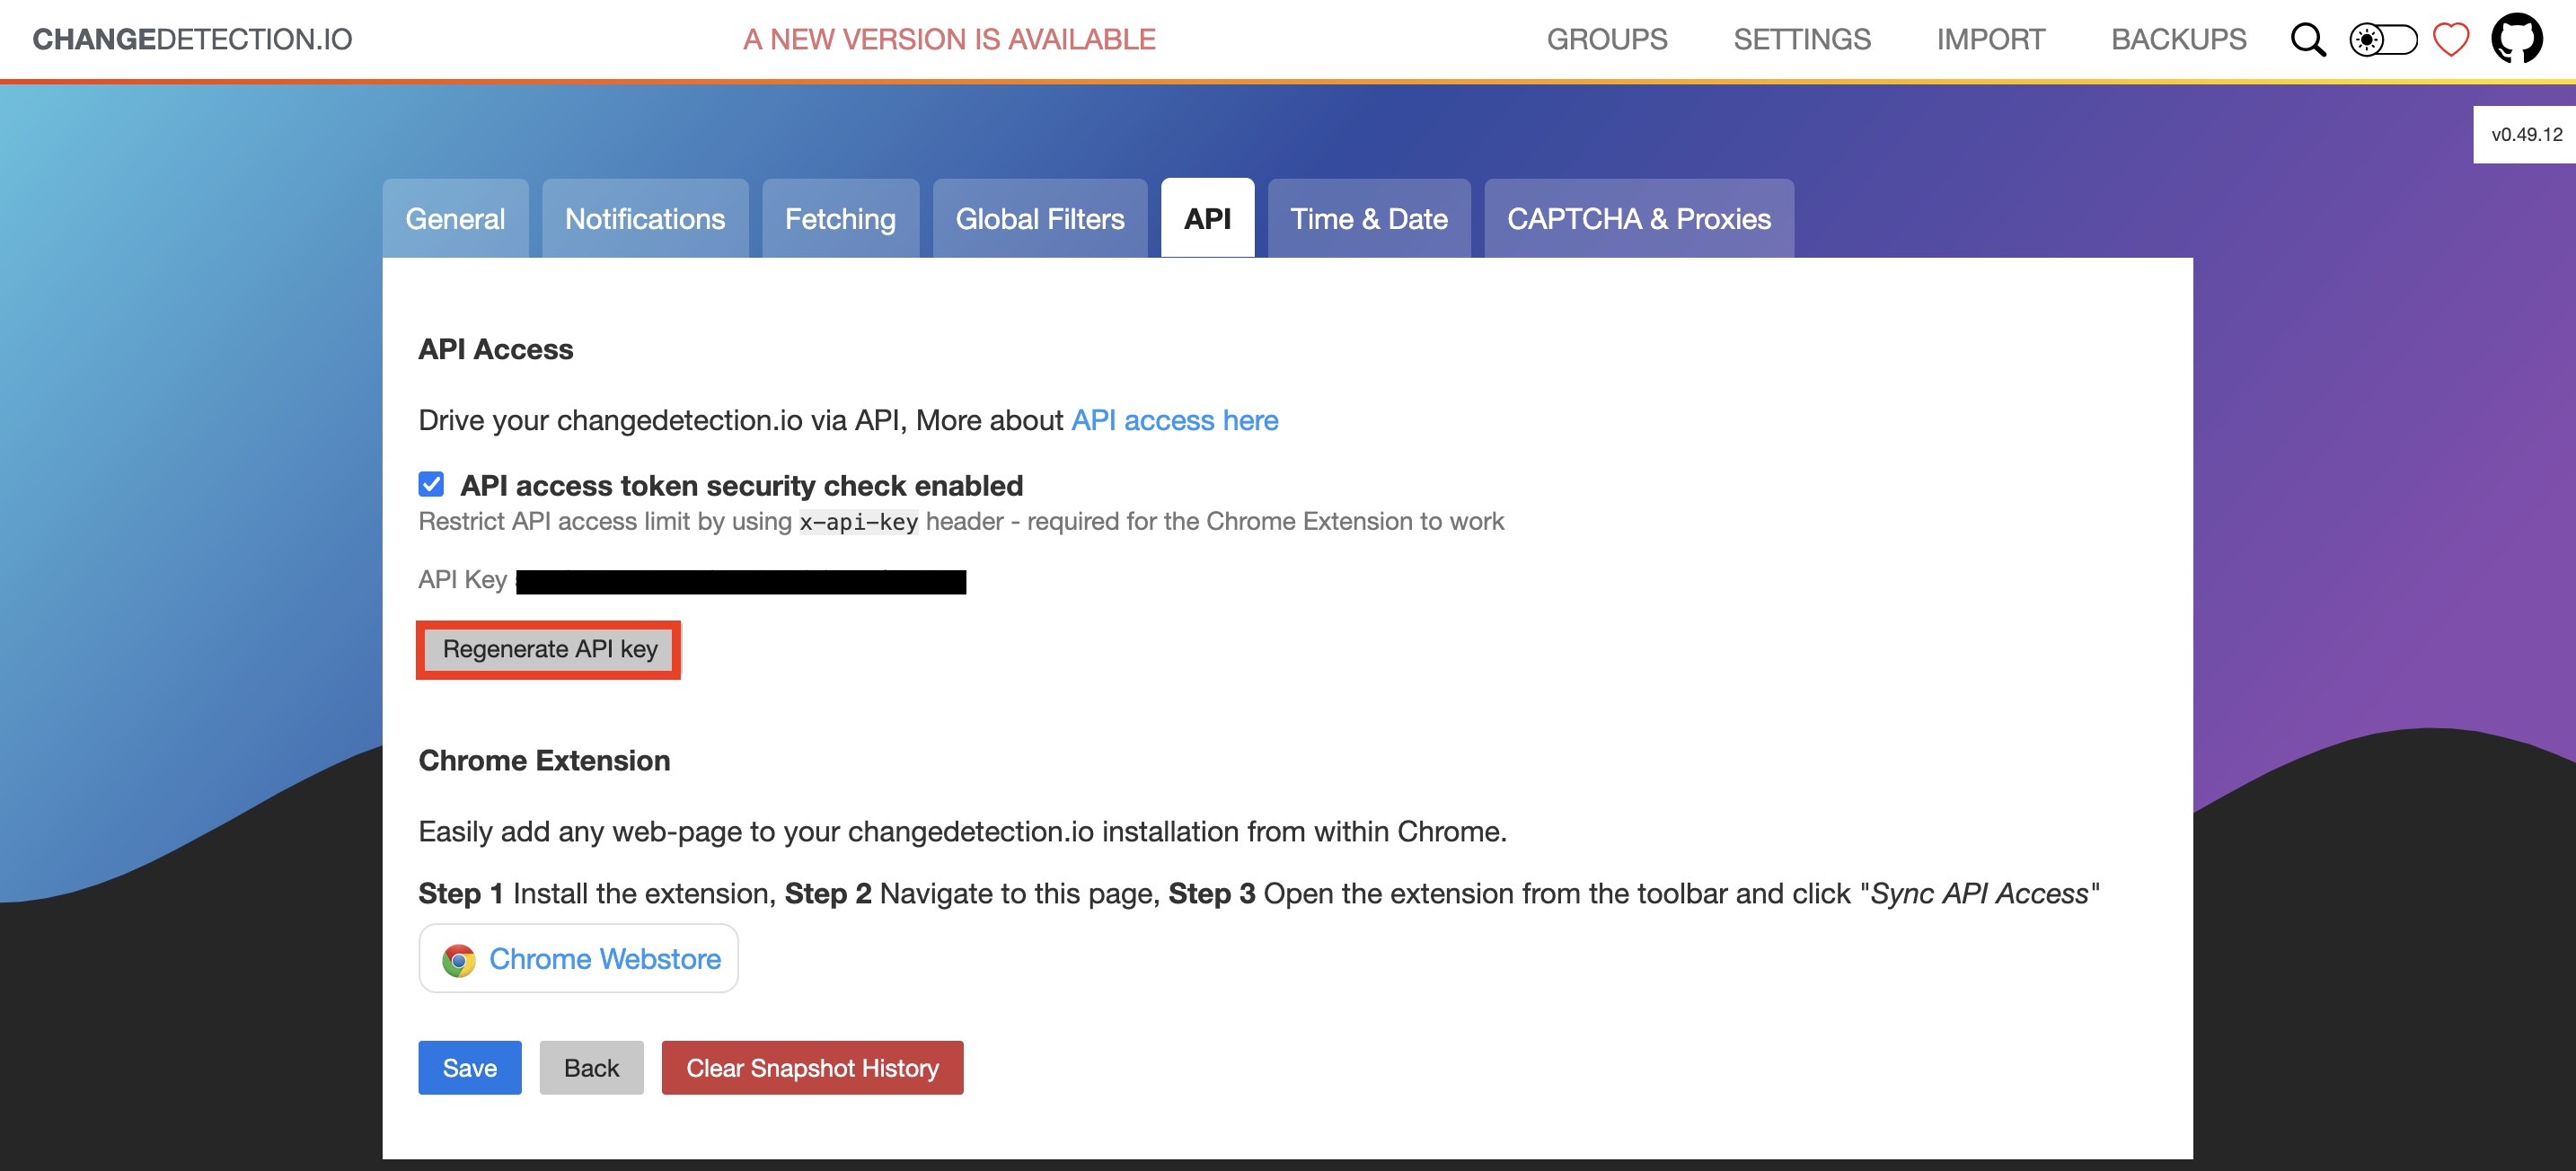 CHANGEDETECTION.IO A NEW VERSION IS AVAILABLE GROUPS SETTINGS IMPORT BACKUPS
v0.49.12
General Notifications Fetching Global Filters API Time & Date CAPTCHA & Proxies
API Access
Drive your changedetection.io via API, More about API access here
API access token security check enabled
Restrict API access limit by using x-api-key header - required for the Chrome Extension to work
API Key
Regenerate API key
Chrome Extension
Easily add any web-page to your changedetection.io installation from within Chrome.
Step 1 Install the extension, Step 2 Navigate to this page, Step 3 Open the extension from the toolbar and click "Sync API Access"
Chrome Webstore
Save Back Clear Snapshot History